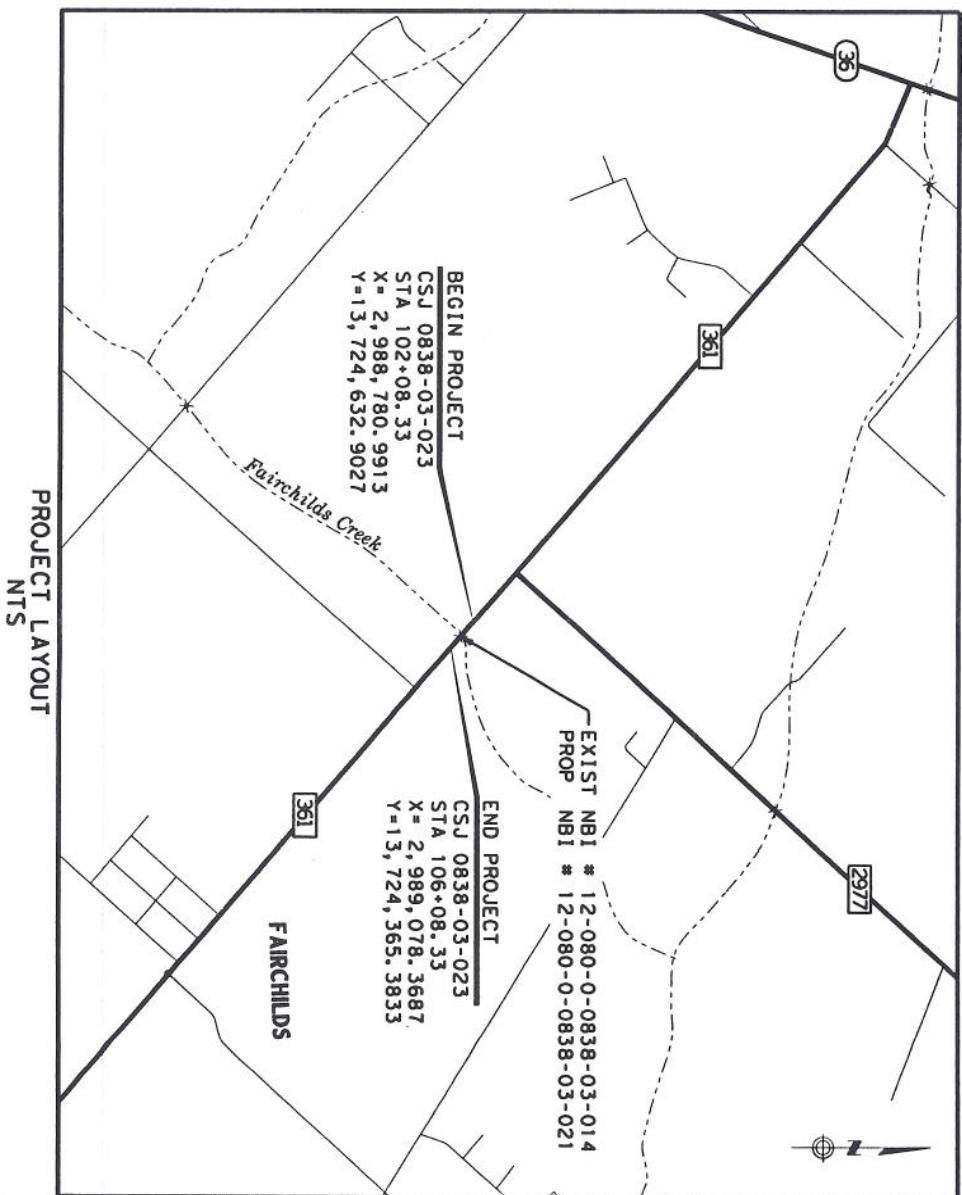 36
361
2977
BEGIN PROJECT
CSJ 0838-03-023
STA 102+08.33
X= 2,988,780.9913
Y=13,724,632.9027
EXIST NBI # 12-080-0-0838-03-014
PROP NBI # 12-080-0-0838-03-021
Fairchilds Creek
END PROJECT
CSJ 0838-03-023
STA 106+08.33
X= 2,989,078.3687
Y=13,724,365.3833
361
FAIRCHILDS
N
PROJECT LAYOUT
NTS